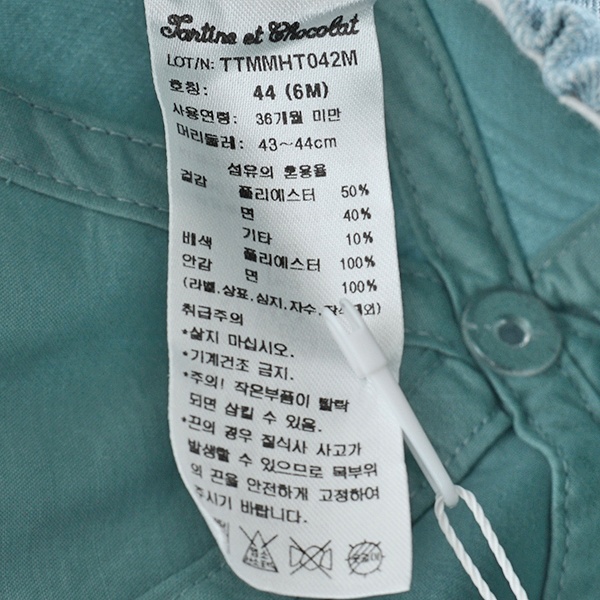 Tartine et Chocolat
LOT/N: TTMMHT042M
호칭: 44 (6M)
사용연령: 36개월 미만
머리둘레: 43~44cm
섬유의 혼용율
겉감 폴리에스터 50%
면 40%
기타 10%
배색 폴리에스터 100%
안감 면 100%
(라벨.상표.심지.자수.장식제외)
취급주의
*삶지 마십시오.
*기계건조 금지.
*주의! 작은부품이 탈락
되면 삼킬 수 있음.
*끈의 경우 질식사 사고가
발생할 수 있으므로 목부위
의 끈을 안전하게 고정하여
주시기 바랍니다.
염소